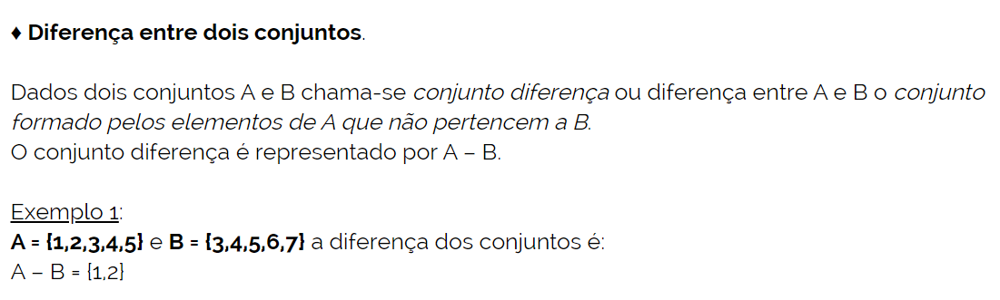 ♦ Diferença entre dois conjuntos.
Dados dois conjuntos A e B chama-se conjunto diferença ou diferença entre A e B o conjunto
formado pelos elementos de A que não pertencem a B.
O conjunto diferença é representado por A – B.
Exemplo 1:
A = {1,2,3,4,5} e B = {3,4,5,6,7} a diferença dos conjuntos é:
A – B = {1,2}